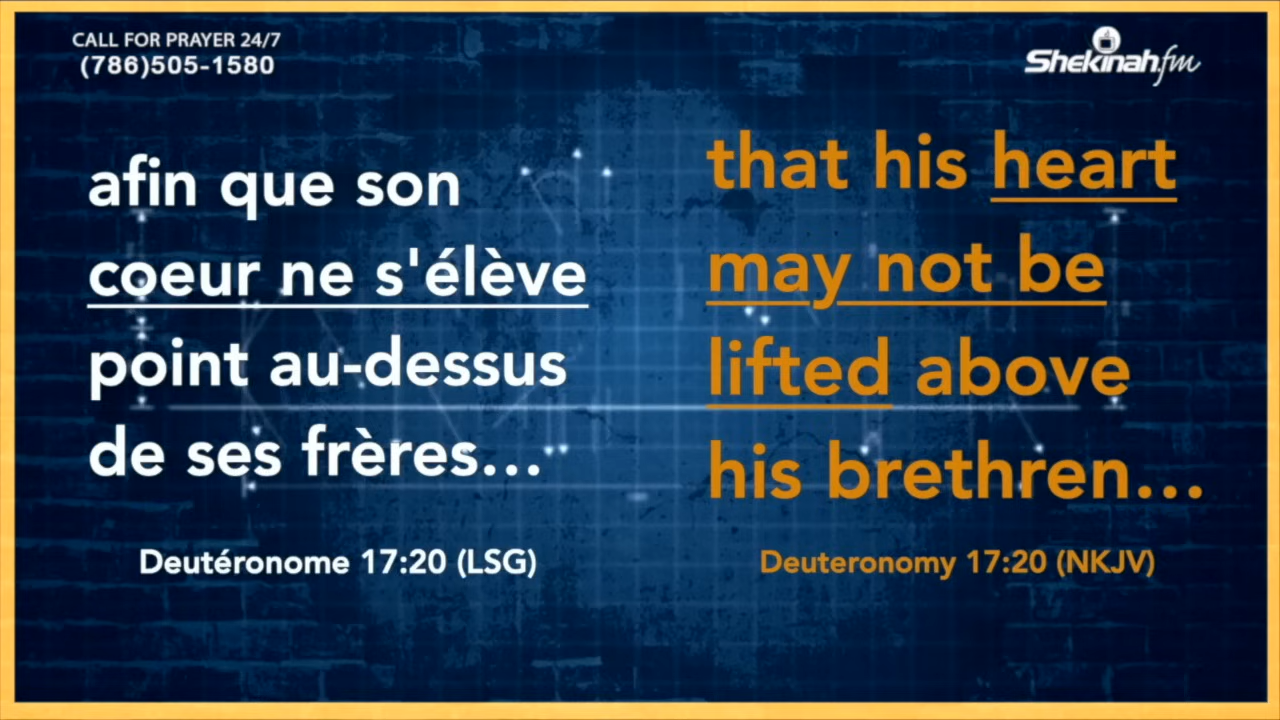 CALL FOR PRAYER 24/7
(786)505-1580
Shekinah.fm
afin que son
coeur ne s'élève
point au-dessus
de ses frères...
Deutéronome 17:20 (LSG)
that his heart
may not be
lifted above
his brethren...
Deuteronomy 17:20 (NKJV)